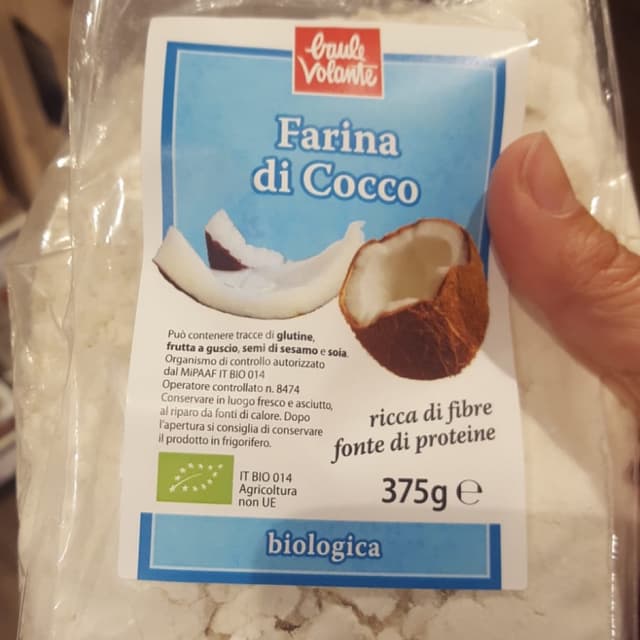 baule
volante
Farina
di Cocco
Può contenere tracce di glutine,
frutta a guscio, semi di sesamo e soia.
Organismo di controllo autorizzato
dal MiPAAF IT BIO 014
Operatore controllato n. 8474
Conservare in luogo fresco e asciutto,
al riparo da fonti di calore. Dopo
l'apertura si consiglia di conservare
il prodotto in frigorifero.
ricca di fibre
fonte di proteine
IT BIO 014
Agricoltura
non UE
375g ℮
biologica